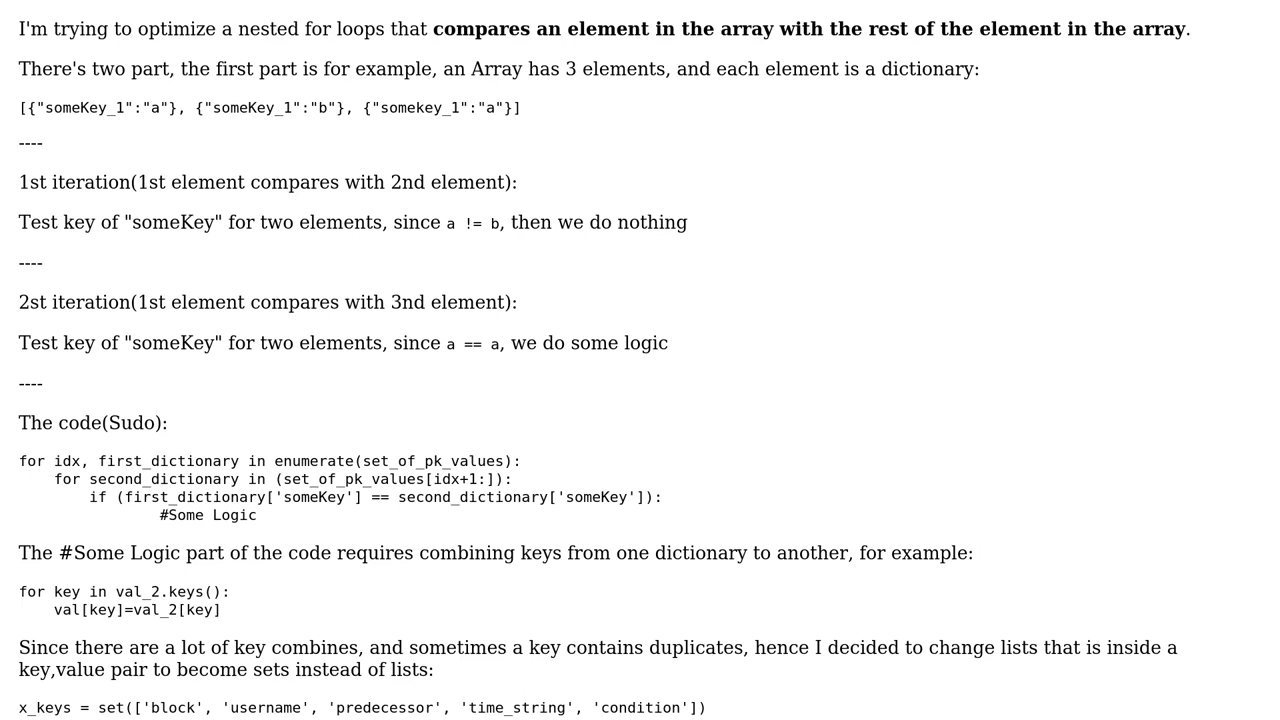 I'm trying to optimize a nested for loops that compares an element in the array with the rest of the element in the array.
There's two part, the first part is for example, an Array has 3 elements, and each element is a dictionary:
[{"someKey_1":"a"}, {"someKey_1":"b"}, {"somekey_1":"a"}]
----
1st iteration(1st element compares with 2nd element):
Test key of "someKey" for two elements, since a != b, then we do nothing
----
2st iteration(1st element compares with 3nd element):
Test key of "someKey" for two elements, since a == a, we do some logic
----
The code(Sudo):
for idx, first_dictionary in enumerate(set_of_pk_values):
    for second_dictionary in (set_of_pk_values[idx+1:]):
        if (first_dictionary['someKey'] == second_dictionary['someKey']):
                #Some Logic
The #Some Logic part of the code requires combining keys from one dictionary to another, for example:
for key in val_2.keys():
    val[key]=val_2[key]
Since there are a lot of key combines, and sometimes a key contains duplicates, hence I decided to change lists that is inside a
key,value pair to become sets instead of lists:
x_keys = set(['block', 'username', 'predecessor', 'time_string', 'condition'])